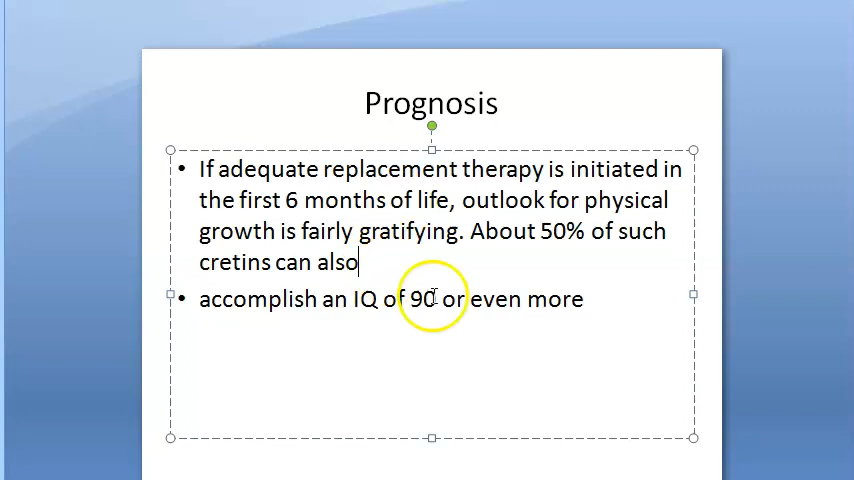 Prognosis
• If adequate replacement therapy is initiated in
the first 6 months of life, outlook for physical
growth is fairly gratifying. About 50% of such
cretins can also
• accomplish an IQ of 90 or even more